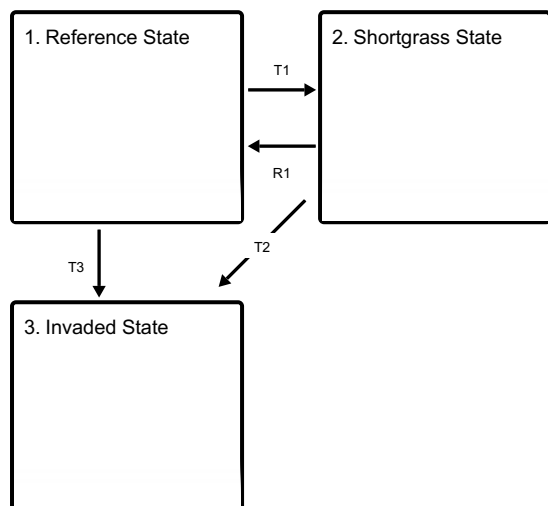 1. Reference State
2. Shortgrass State
T1
R1
T2
T3
3. Invaded State